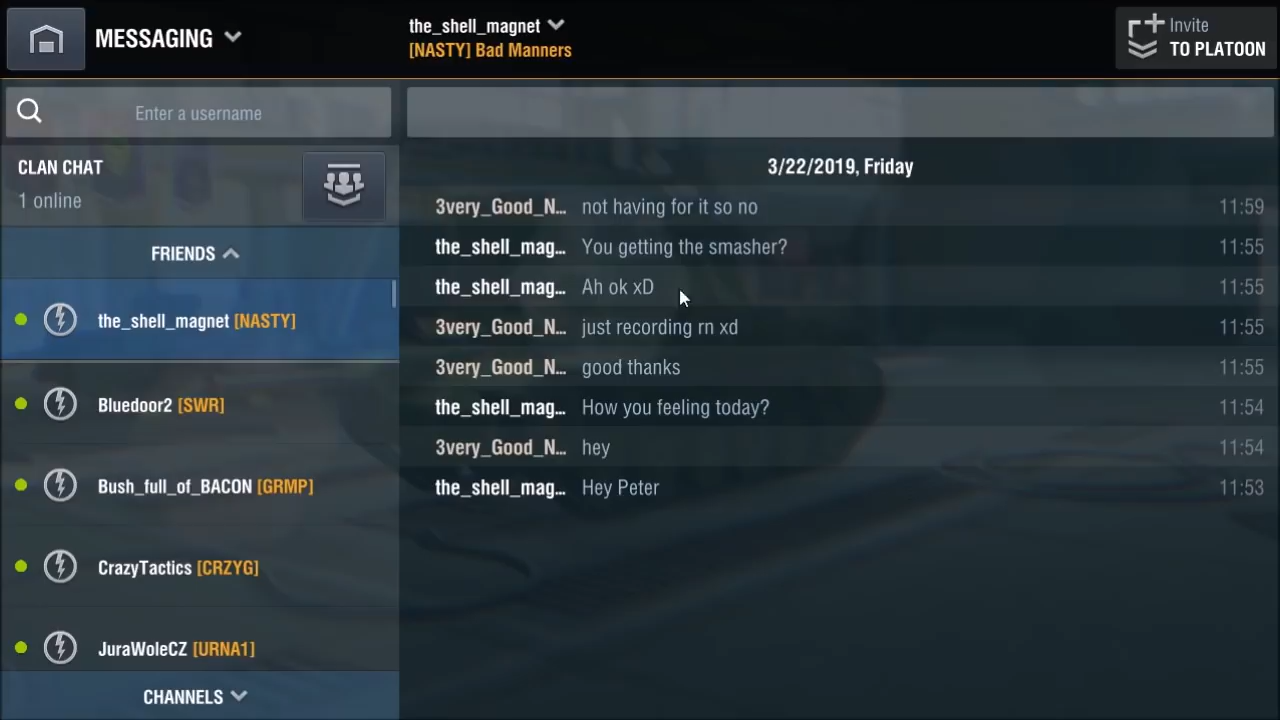 MESSAGING
the_shell_magnet
[NASTY] Bad Manners
Invite
TO PLATOON
Enter a username
CLAN CHAT
1 online
FRIENDS
the_shell_magnet [NASTY]
Bluedoor2 [SWR]
Bush_full_of_BACON [GRMP]
CrazyTactics [CRZYG]
JuraWoleCZ [URNA1]
CHANNELS
3/22/2019, Friday
3very_Good_N... not having for it so no 11:59
the_shell_mag... You getting the smasher? 11:55
the_shell_mag... Ah ok xD 11:55
3very_Good_N... just recording rn xd 11:55
3very_Good_N... good thanks 11:55
the_shell_mag... How you feeling today? 11:54
3very_Good_N... hey 11:54
the_shell_mag... Hey Peter 11:53